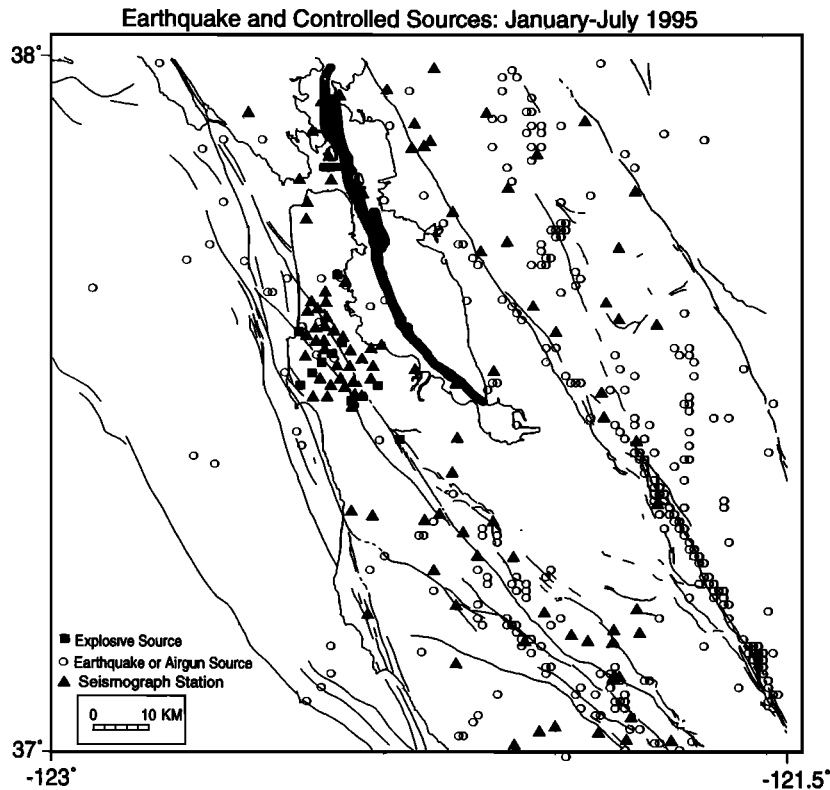 Earthquake and Controlled Sources: January-July 1995
38°
Explosive Source
Earthquake or Airgun Source
Seismograph Station
0 10 KM
37°
-123° -121.5°